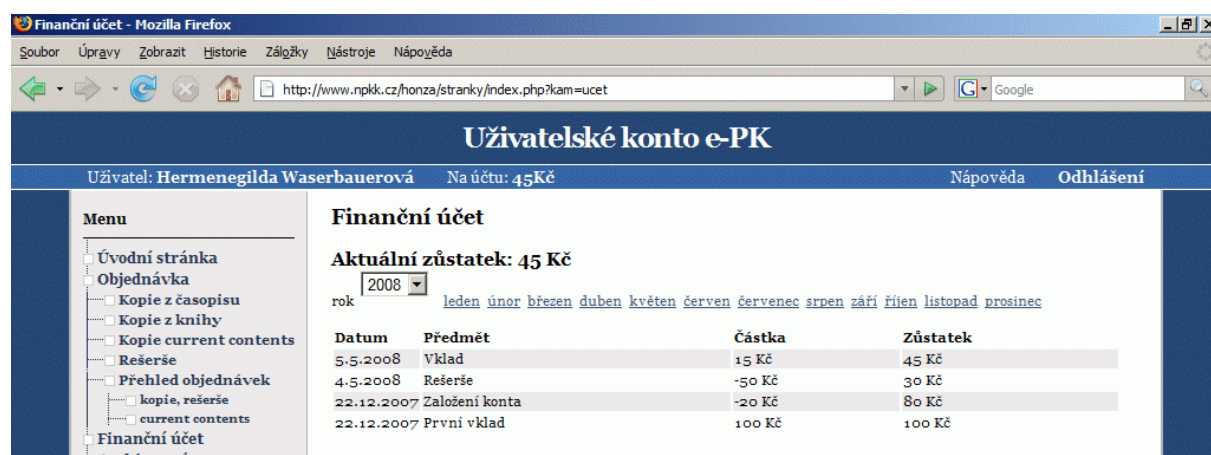 Finanční účet - Mozilla Firefox
Soubor Úpravy Zobrazit Historie Záložky Nástroje Nápověda
http://www.npkk.cz/honza/stranky/index.php?kam=ucet G Google
Uživatelské konto e-PK
Uživatel: Hermenegilda Waserbauerová Na účtu: 45Kč Nápověda Odhlášení
Menu
Úvodní stránka
Objednávka
Kopie z časopisu
Kopie z knihy
Kopie current contents
Rešerše
Přehled objednávek
kopie, rešerše
current contents
Finanční účet
Finanční účet
Aktuální zůstatek: 45 Kč
rok 2008 leden únor březen duben květen červen červenec srpen září říjen listopad prosinec
Datum Předmět Částka Zůstatek
5.5.2008 Vklad 15 Kč 45 Kč
4.5.2008 Rešerše -50 Kč 30 Kč
22.12.2007 Založení konta -20 Kč 80 Kč
22.12.2007 První vklad 100 Kč 100 Kč